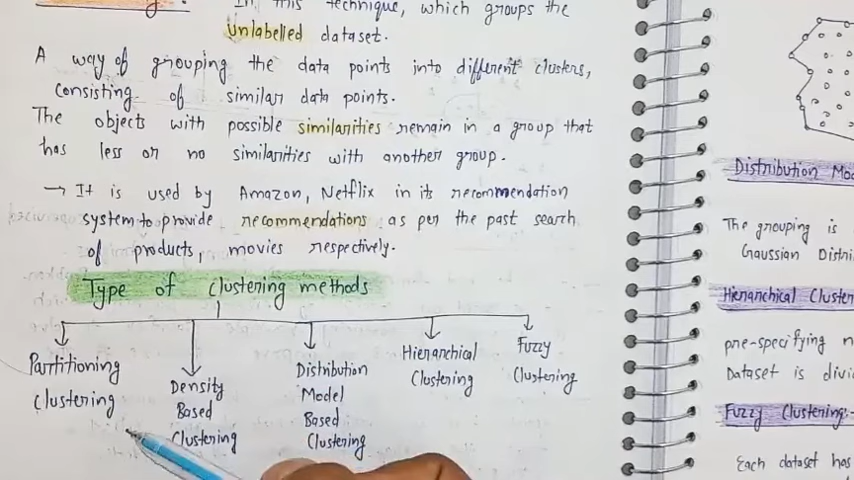 In this technique, which groups the
unlabelled dataset.
A way of grouping the data points into different clusters,
consisting of similar data points.
The objects with possible similarities remain in a group that
has less or no similarities with another group.
→ It is used by Amazon, Netflix in its recommendation
system to provide recommendations as per the past search
of products, movies respectively.
Type of clustering methods
Partitioning
Clustering
Density
Based
Clustering
Distribution
Model
Based
Clustering
Hierarchical
Clustering
Fuzzy
Clustering
Distribution
The grouping is
Gaussian
Hierarchical
pre-specifying
Dataset is
Fuzzy Clustering:-
Each dataset has